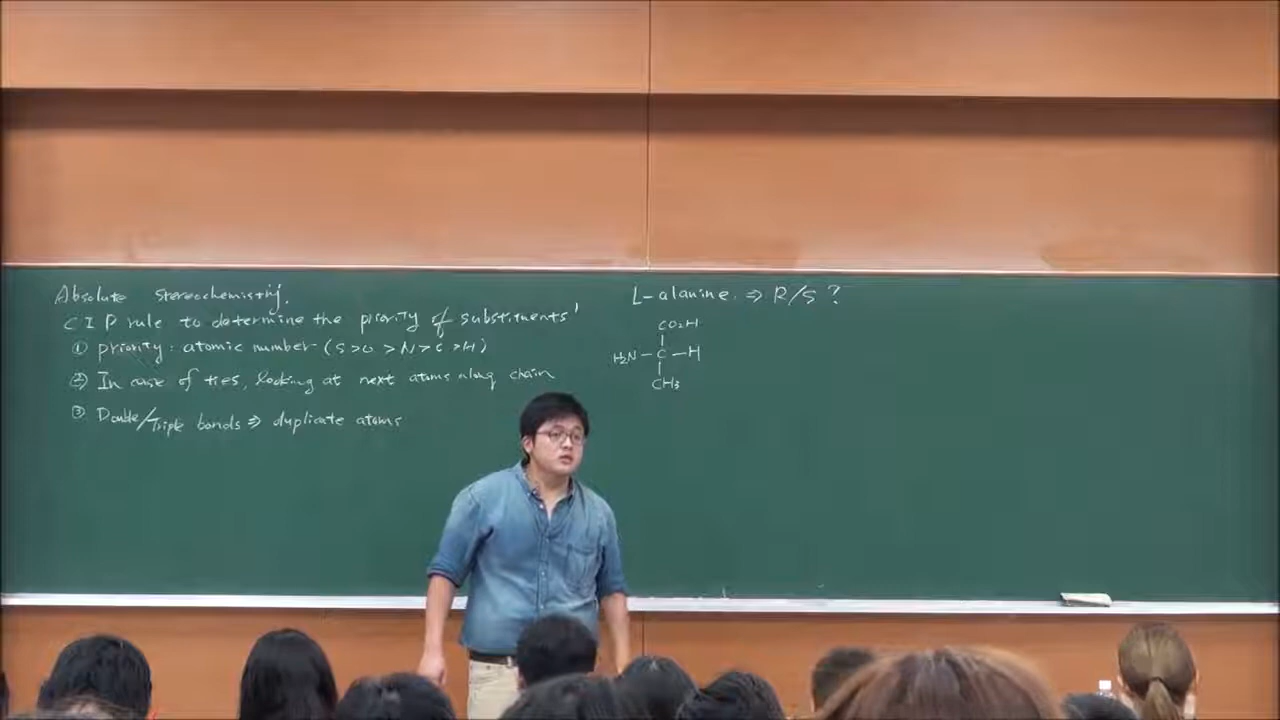 Absolute stereochemistry.
CIP rule to determine the priority of substituents'
① priority: atomic number (S>O>N>C>H)
② In case of ties, looking at next atoms along chain
③ Double/Triple bonds ⇒ duplicate atoms
L-alanine. ⇒ R/S ?
CO2H
H2N-C-H
CH3